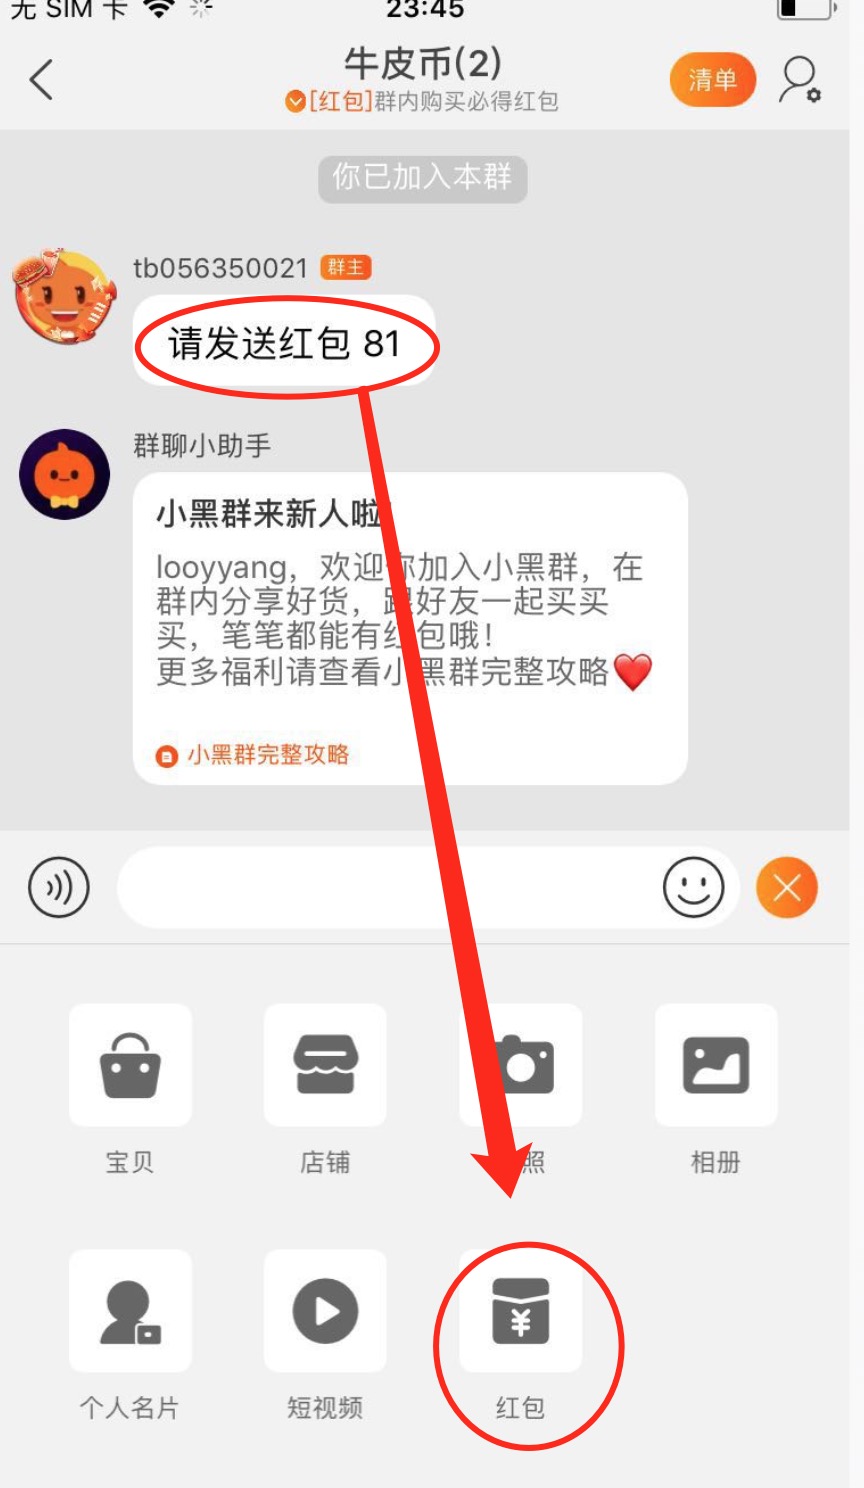 无 SIM 卡
23:45
牛皮币(2)
[红包]群内购买必得红包
清单
你已加入本群
tb056350021 群主
请发送红包 81
群聊小助手
小黑群来新人啦
looyyang，欢迎你加入小黑群，在
群内分享好货，跟好友一起买买
买，笔笔都能有红包哦！
更多福利请查看小黑群完整攻略❤️
小黑群完整攻略
宝贝
店铺
照
相册
个人名片
短视频
红包